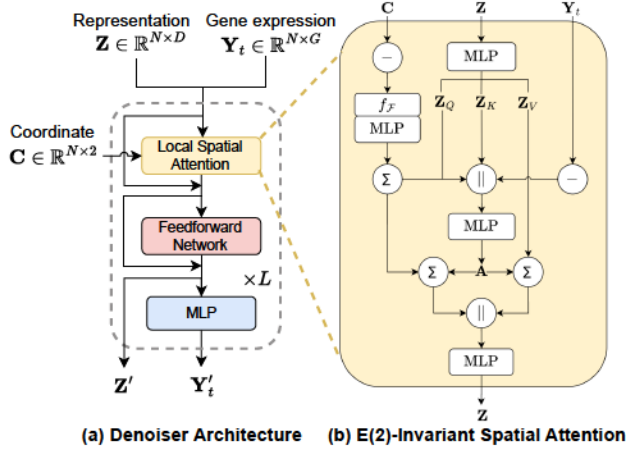 Representation
Z ∈ ℝ^{N×D}
Gene expression
Y_t ∈ ℝ^{N×G}
Coordinate
C ∈ ℝ^{N×2}
Local Spatial
Attention
Feedforward
Network
×L
MLP
Z′
Y′_t
(a) Denoiser Architecture
C
Z
Y_t
−
MLP
f_ℱ
MLP
Z_Q
Z_K
Z_V
Σ
||
−
MLP
Σ
A
Σ
||
MLP
Z
(b) E(2)-Invariant Spatial Attention